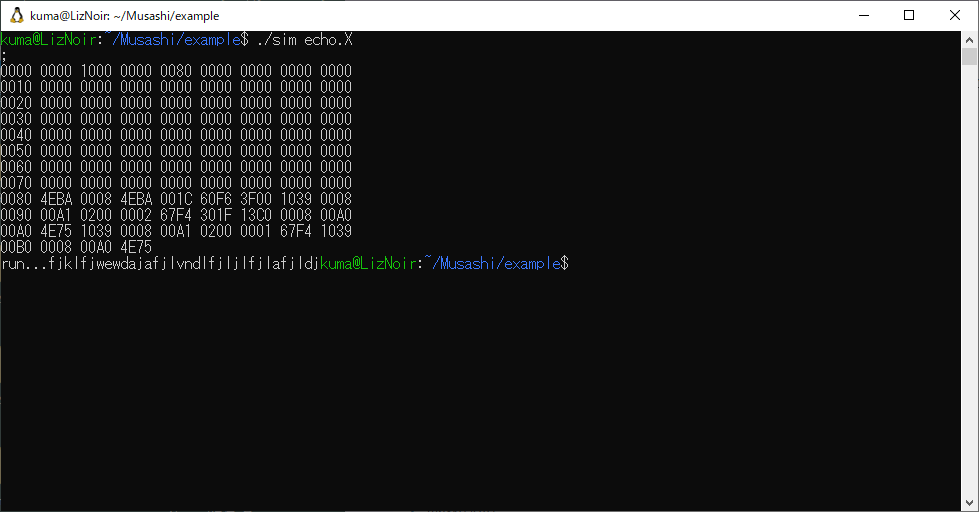 kuma@LizNoir: ~/Musashi/example
kuma@LizNoir:~/Musashi/example$ ./sim echo.X
;
0000 0000 1000 0000 0080 0000 0000 0000 0000
0010 0000 0000 0000 0000 0000 0000 0000 0000
0020 0000 0000 0000 0000 0000 0000 0000 0000
0030 0000 0000 0000 0000 0000 0000 0000 0000
0040 0000 0000 0000 0000 0000 0000 0000 0000
0050 0000 0000 0000 0000 0000 0000 0000 0000
0060 0000 0000 0000 0000 0000 0000 0000 0000
0070 0000 0000 0000 0000 0000 0000 0000 0000
0080 4EBA 0008 4EBA 001C 60F6 3F00 1039 0008
0090 00A1 0200 0002 67F4 301F 13C0 0008 00A0
00A0 4E75 1039 0008 00A1 0200 0001 67F4 1039
00B0 0008 00A0 4E75
run...fjklfjwewdajafjlvndlfjljlfjlafjldjkuma@LizNoir:~/Musashi/example$